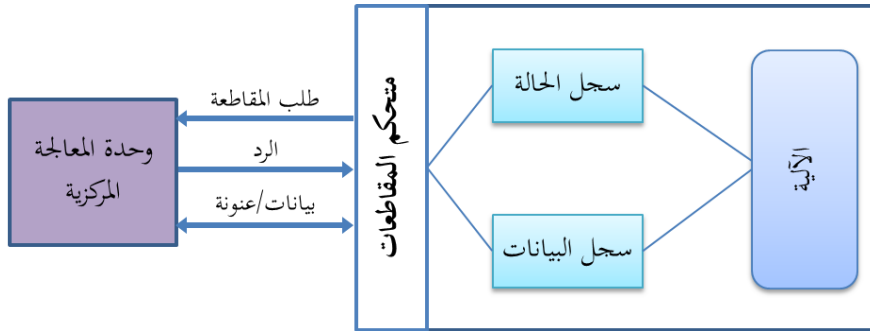 وحدة المعالجة
المركزية
طلب المقاطعة
الرد
بيانات/عنونة
متحكم المقاطعات
سجل الحالة
سجل البيانات
الآلية